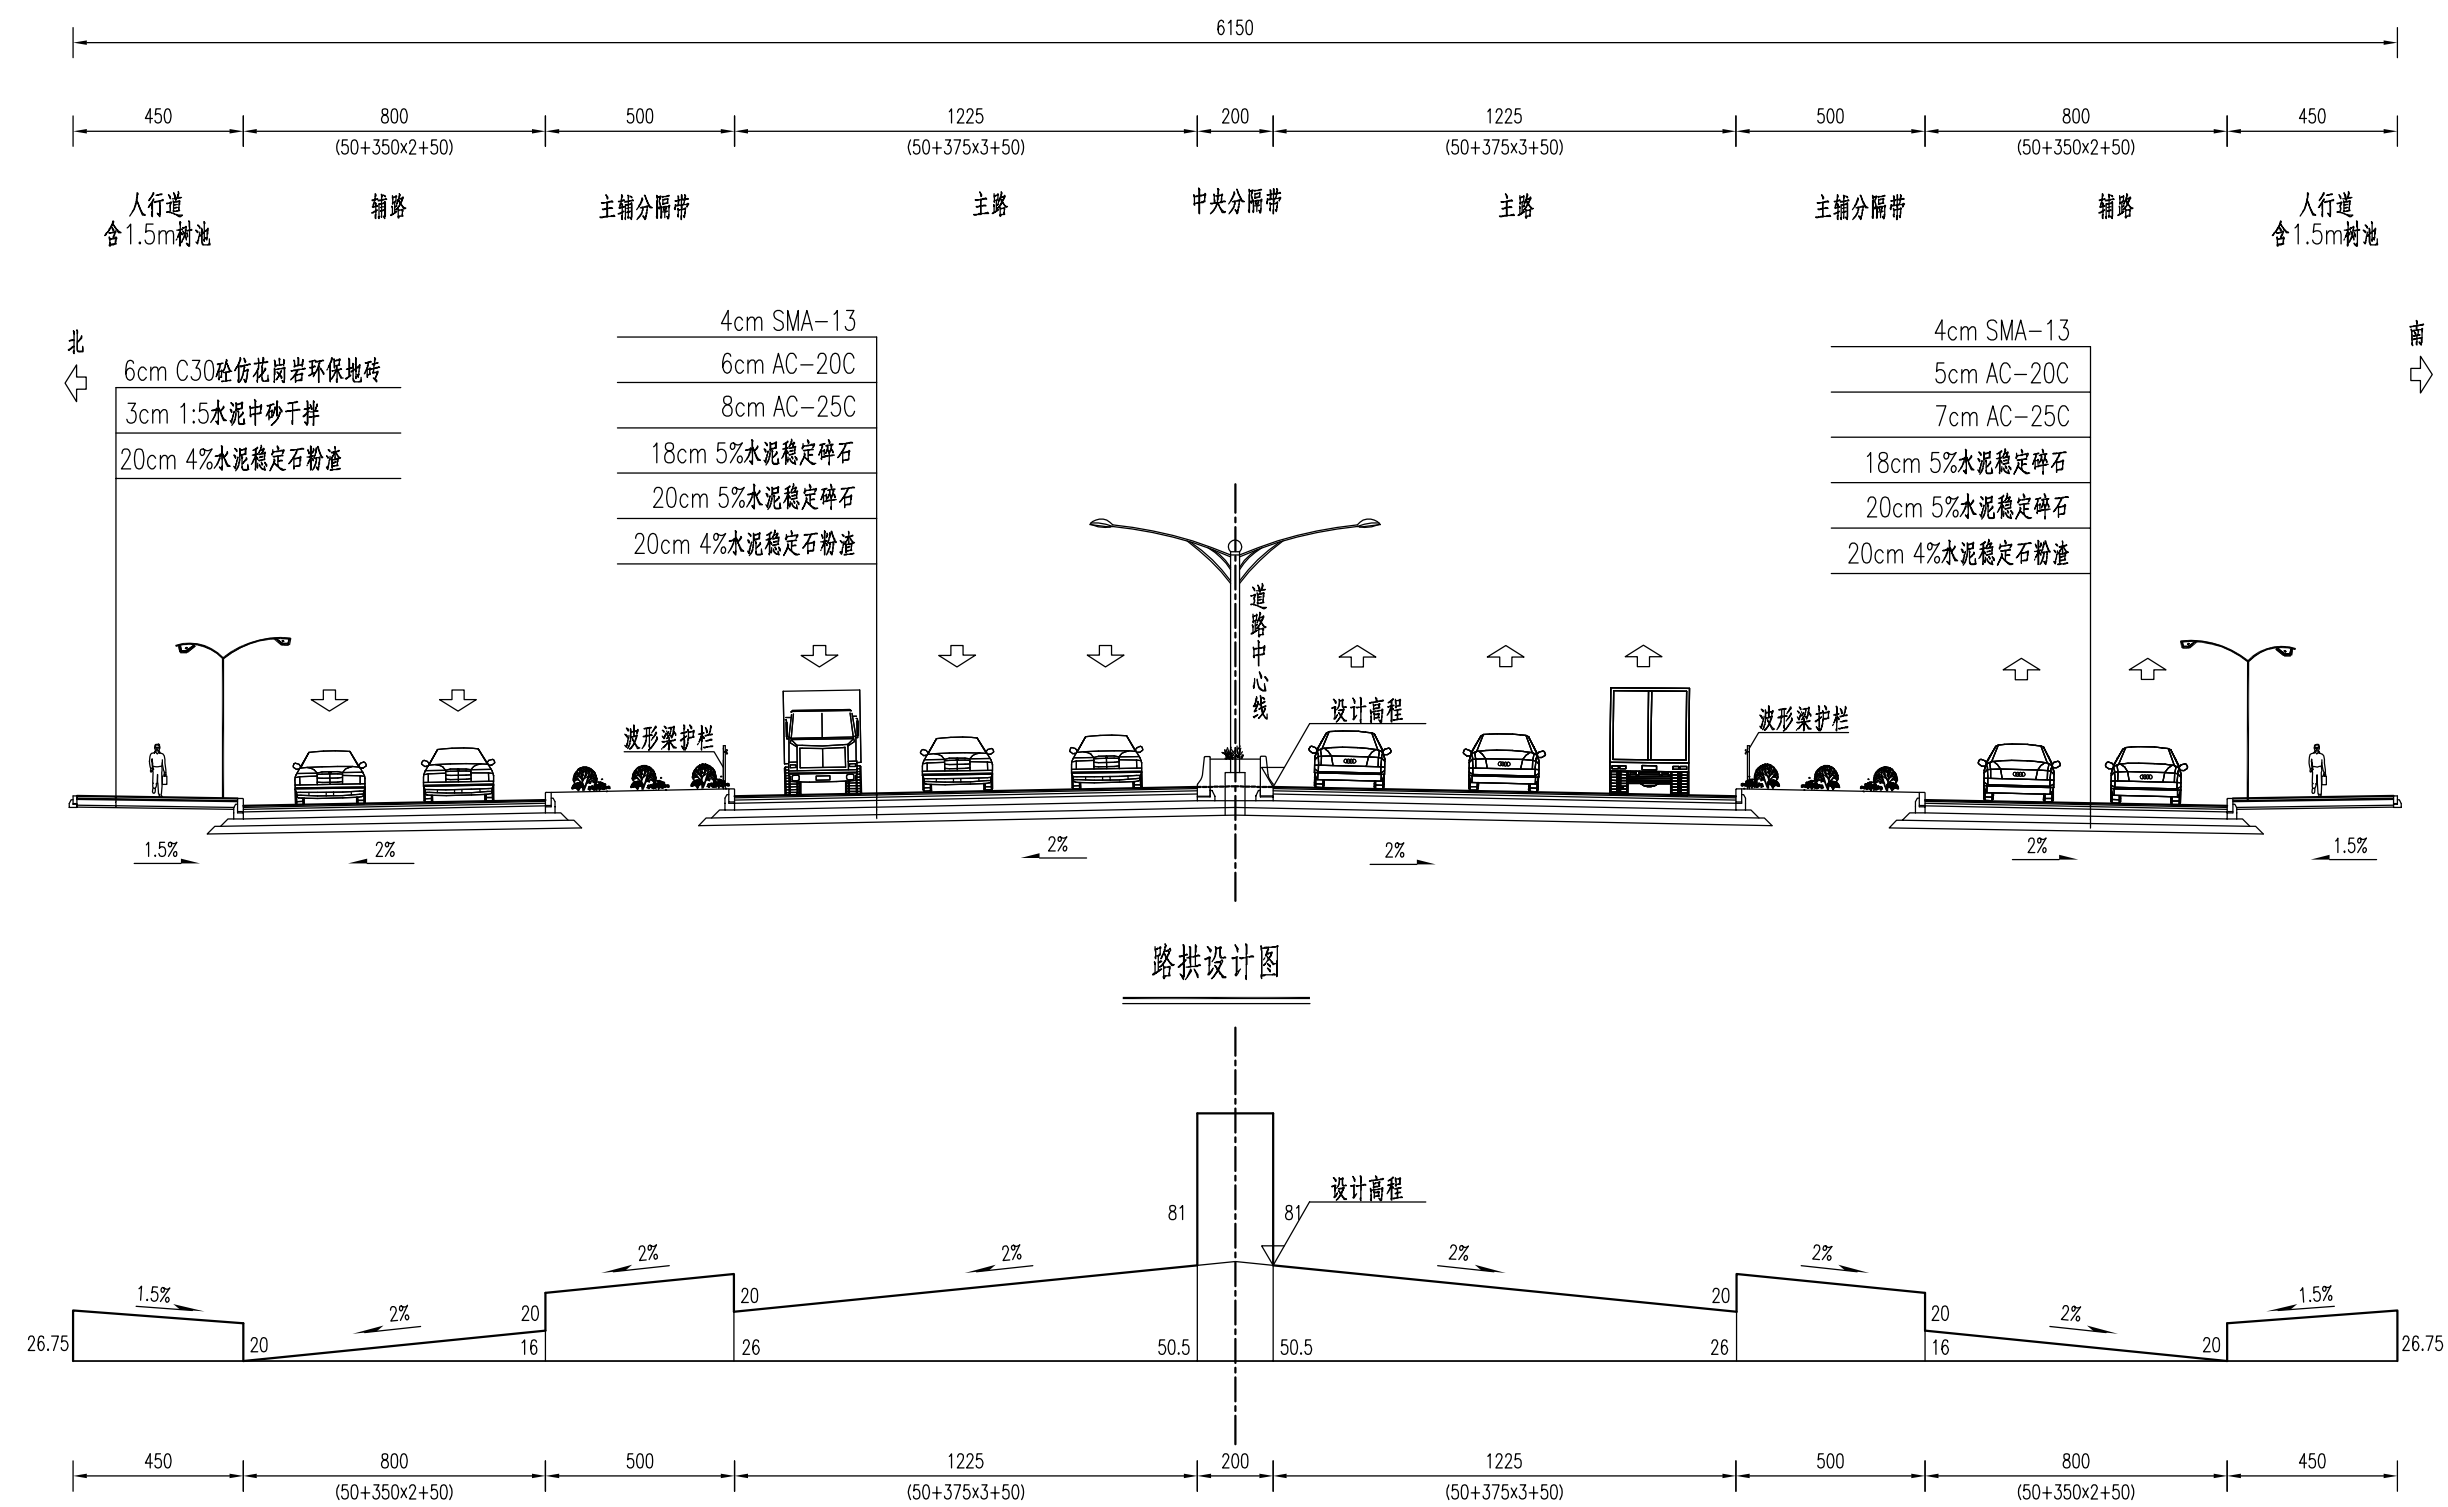 6150
450 800 500 1225 200 1225 500 800 450
(50+350x2+50) (50+375x3+50) (50+375x3+50) (50+350x2+50)
人行道 辅路 主辅分隔带 主路 中央分隔带 主路 主辅分隔带 辅路 人行道
含1.5m树池 含1.5m树池
北
南
6cm C30砼仿花岗岩环保地砖
3cm 1:5水泥中砂干拌
20cm 4%水泥稳定石粉渣
4cm SMA-13
6cm AC-20C
8cm AC-25C
18cm 5%水泥稳定碎石
20cm 5%水泥稳定碎石
20cm 4%水泥稳定石粉渣
4cm SMA-13
5cm AC-20C
7cm AC-25C
18cm 5%水泥稳定碎石
20cm 5%水泥稳定碎石
20cm 4%水泥稳定石粉渣
道路中心线
设计高程
波形梁护栏
波形梁护栏
1.5% 2% 2% 2% 2% 1.5%
路拱设计图
设计高程
81 81
2% 2% 2% 2%
1.5% 2% 20 20 20 20 2% 1.5%
26.75 20 16 26 50.5 50.5 26 16 20 26.75
450 800 500 1225 200 1225 500 800 450
(50+350x2+50) (50+375x3+50) (50+375x3+50) (50+350x2+50)